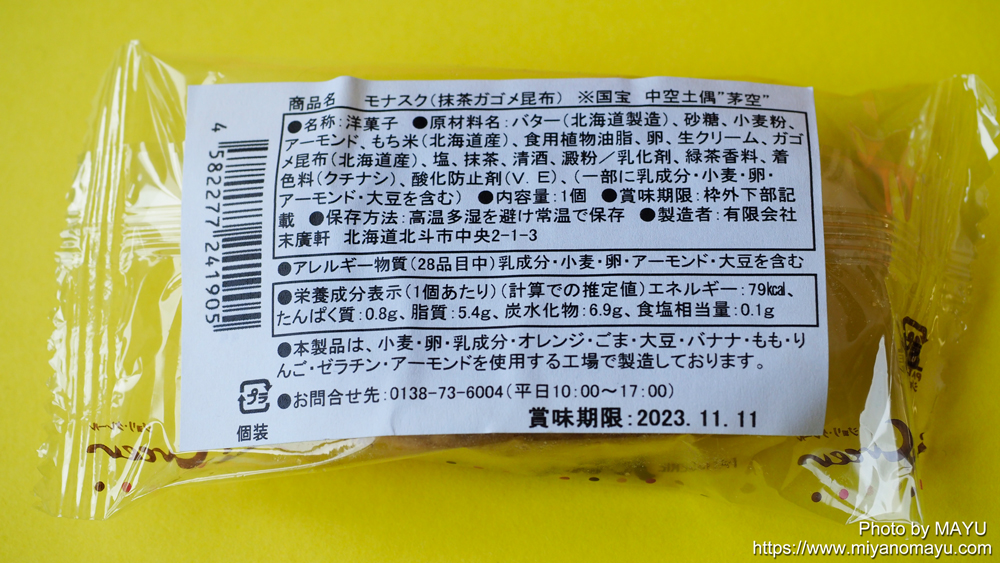 商品名　モナスク(抹茶ガゴメ昆布)　※国宝 中空土偶”茅空”
●名称:洋菓子　●原材料名:バター(北海道製造)、砂糖、小麦粉、
アーモンド、もち米(北海道産)、食用植物油脂、卵、生クリーム、ガゴ
メ昆布(北海道産)、塩、抹茶、清酒、澱粉／乳化剤、緑茶香料、着
色料(クチナシ)、酸化防止剤(V.E)、(一部に乳成分・小麦・卵・
アーモンド・大豆を含む)　●内容量:1個　●賞味期限:枠外下部記
載　●保存方法:高温多湿を避け常温で保存　●製造者:有限会社
末廣軒　北海道北斗市中央2-1-3
●アレルギー物質(28品目中)乳成分・小麦・卵・アーモンド・大豆を含む
●栄養成分表示(1個あたり)(計算での推定値)エネルギー:79kcal、
たんぱく質:0.8g、脂質:5.4g、炭水化物:6.9g、食塩相当量:0.1g
●本製品は、小麦・卵・乳成分・オレンジ・ごま・大豆・バナナ・もも・り
んご・ゼラチン・アーモンドを使用する工場で製造しております。
●お問合せ先:0138-73-6004(平日10:00～17:00)
賞味期限:2023.11.11
プラ
個装
4 582277 241905
Photo by MAYU
https://www.miyanomayu.com/